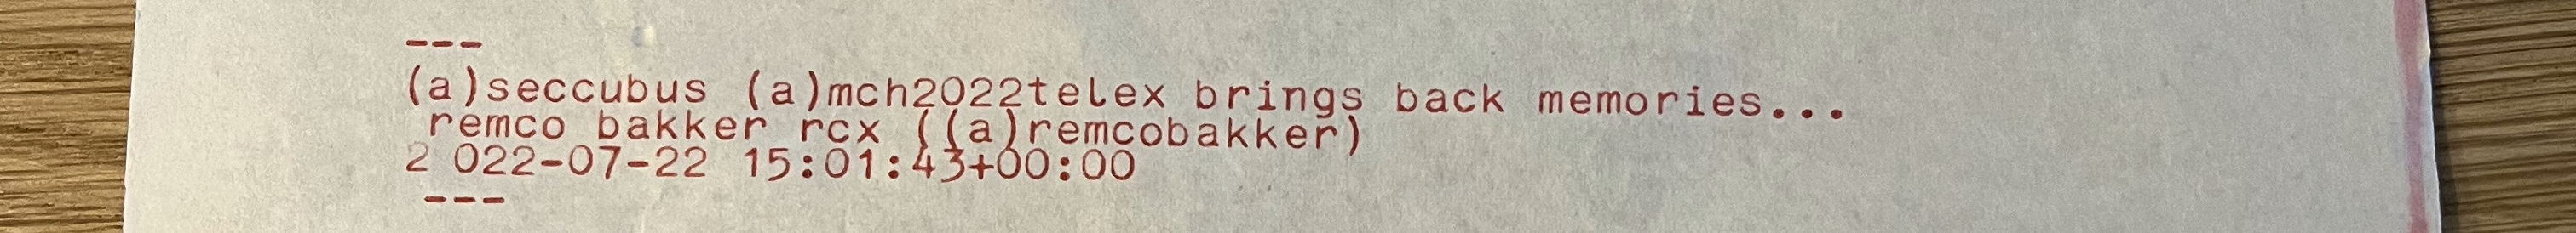 ---
(a)seccubus (a)mch2022telex brings back memories...
 remco bakker rcx ((a)remcobakker)
2 022-07-22 15:01:43+00:00
 ---